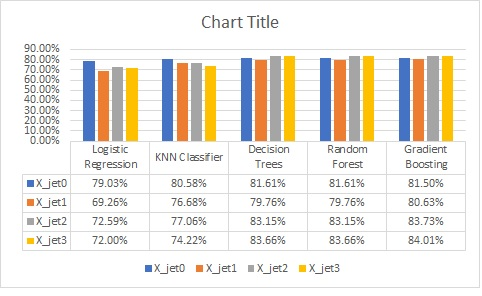 Chart Title
90.00%
80.00%
70.00%
60.00%
50.00%
40.00%
30.00%
20.00%
10.00%
0.00%
Logistic Regression KNN Classifier Decision Trees Random Forest Gradient Boosting
X_jet0 79.03% 80.58% 81.61% 81.61% 81.50%
X_jet1 69.26% 76.68% 79.76% 79.76% 80.63%
X_jet2 72.59% 77.06% 83.15% 83.15% 83.73%
X_jet3 72.00% 74.22% 83.66% 83.66% 84.01%
X_jet0 X_jet1 X_jet2 X_jet3